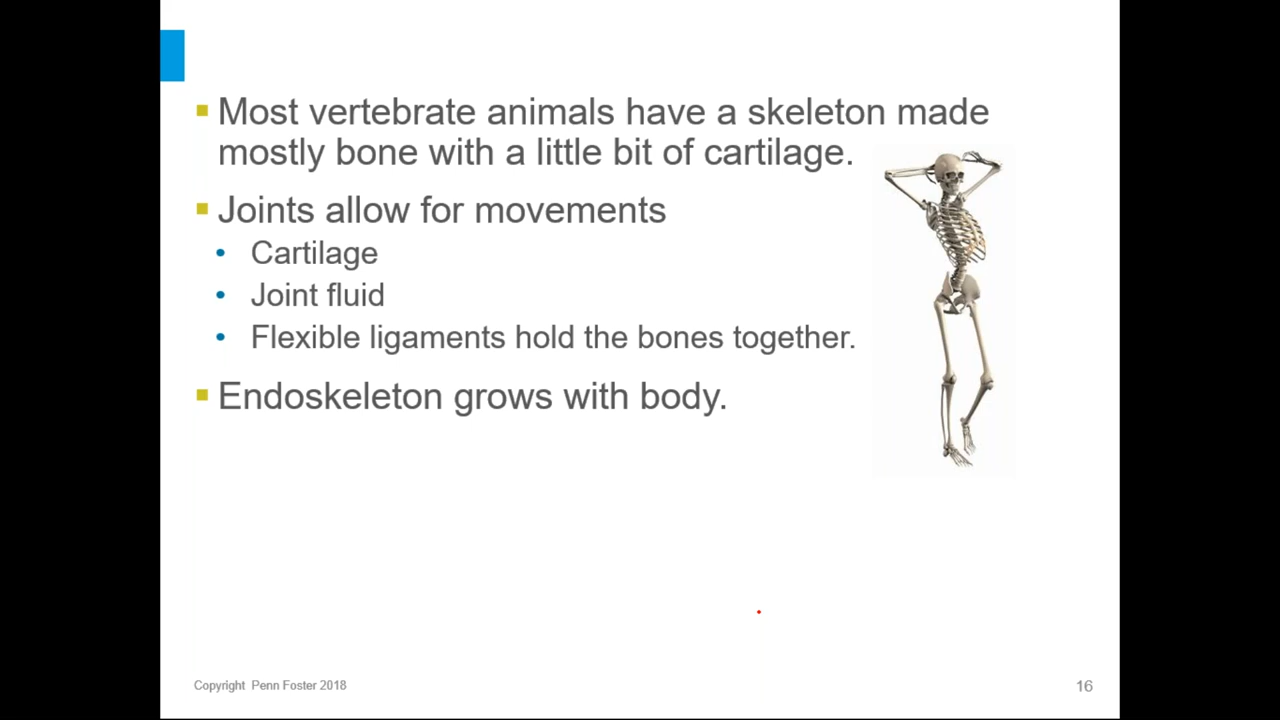 Most vertebrate animals have a skeleton made
mostly bone with a little bit of cartilage.
Joints allow for movements
Cartilage
Joint fluid
Flexible ligaments hold the bones together.
Endoskeleton grows with body.
Copyright Penn Foster 2018
16